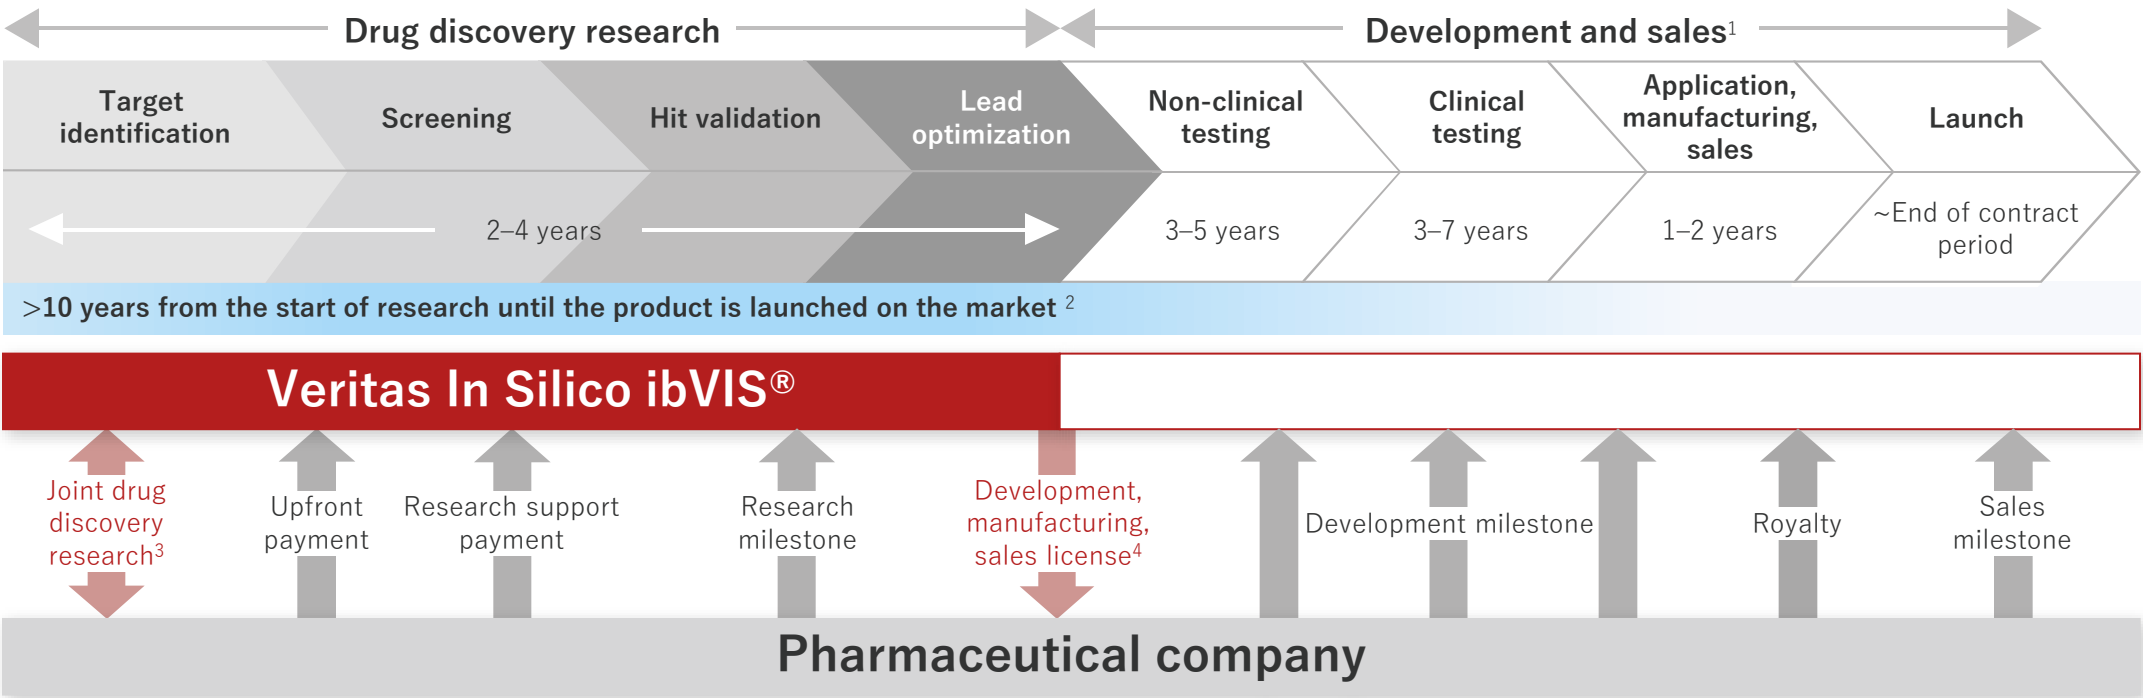 Drug discovery research
Development and sales1
Target
identification
Screening
Hit validation
Lead
optimization
Non-clinical
testing
Clinical
testing
Application,
manufacturing,
sales
Launch
2–4 years
3–5 years
3–7 years
1–2 years
~End of contract
period
>10 years from the start of research until the product is launched on the market 2
Veritas In Silico ibVIS®
Joint drug
discovery
research3
Upfront
payment
Research support
payment
Research
milestone
Development,
manufacturing,
sales license4
Development milestone
Royalty
Sales
milestone
Pharmaceutical company